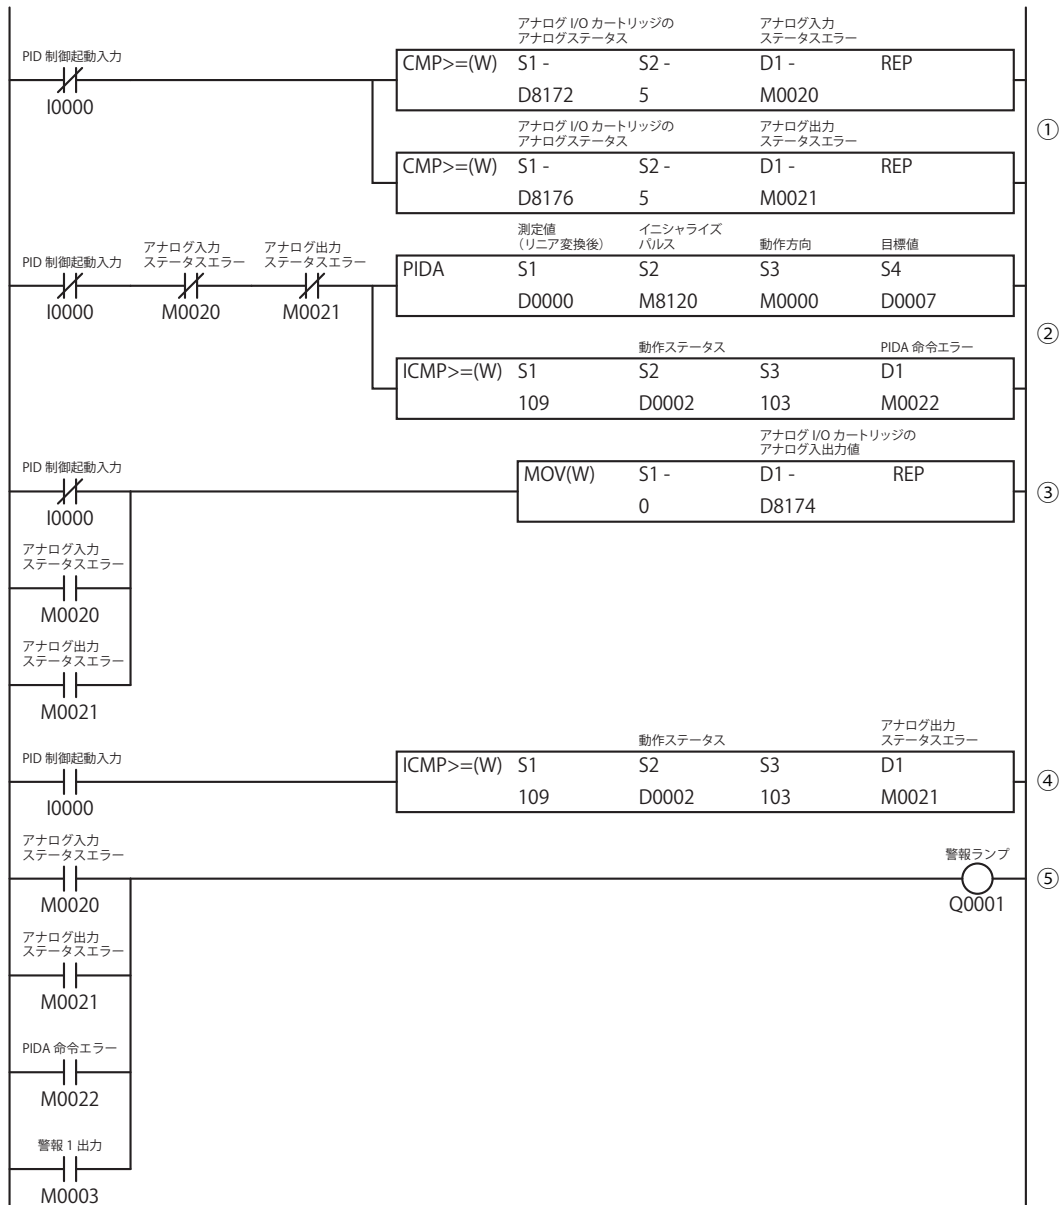 アナログ I/O カートリッジの
アナログステータス
アナログ入力
ステータスエラー
PID 制御起動入力
CMP>=(W) S1 - S2 - D1 - REP
I0000
D8172 5 M0020
①
アナログ I/O カートリッジの
アナログステータス
アナログ出力
ステータスエラー
CMP>=(W) S1 - S2 - D1 - REP
D8176 5 M0021
測定値
(リニア変換後)
イニシャライズ
パルス
動作方向
目標値
PID 制御起動入力
アナログ入力
ステータスエラー
アナログ出力
ステータスエラー
PIDA S1 S2 S3 S4
I0000 M0020 M0021
D0000 M8120 M0000 D0007
②
動作ステータス
PIDA 命令エラー
ICMP>=(W) S1 S2 S3 D1
109 D0002 103 M0022
アナログ I/O カートリッジの
アナログ入出力値
PID 制御起動入力
MOV(W) S1 - D1 - REP
I0000
0 D8174
③
アナログ入力
ステータスエラー
M0020
アナログ出力
ステータスエラー
M0021
動作ステータス
アナログ出力
ステータスエラー
PID 制御起動入力
ICMP>=(W) S1 S2 S3 D1
I0000
109 D0002 103 M0021
④
アナログ入力
ステータスエラー
M0020
警報ランプ
Q0001
⑤
アナログ出力
ステータスエラー
M0021
PIDA 命令エラー
M0022
警報 1 出力
M0003